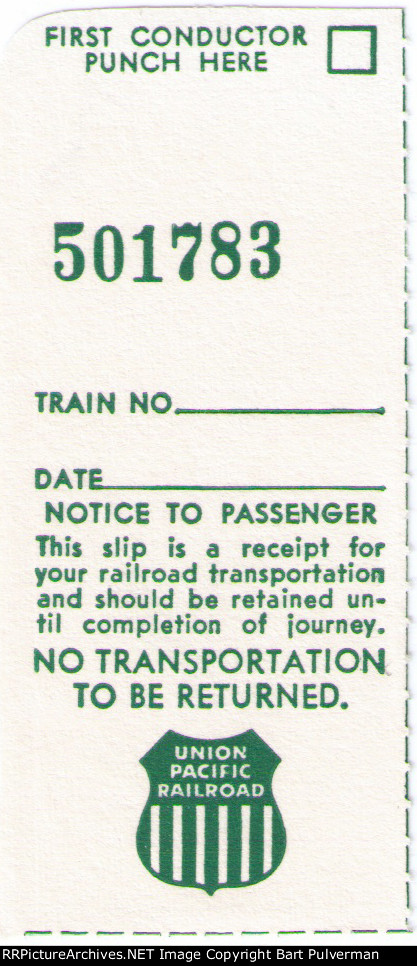 FIRST CONDUCTOR
PUNCH HERE
501783
TRAIN NO.
DATE
NOTICE TO PASSENGER
This slip is a receipt for
your railroad transportation
and should be retained un-
til completion of journey.
NO TRANSPORTATION
TO BE RETURNED.
UNION
PACIFIC
RAILROAD
RRPictureArchives.NET Image Copyright Bart Pulverman